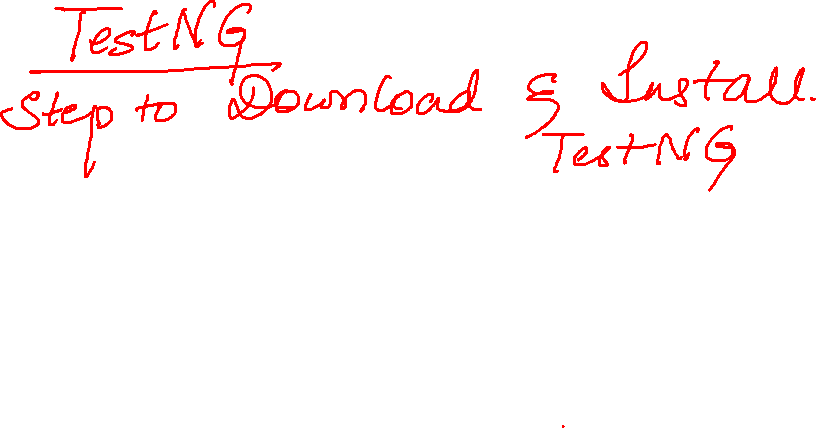 TestNG
Step to Download & Install.
TestNG